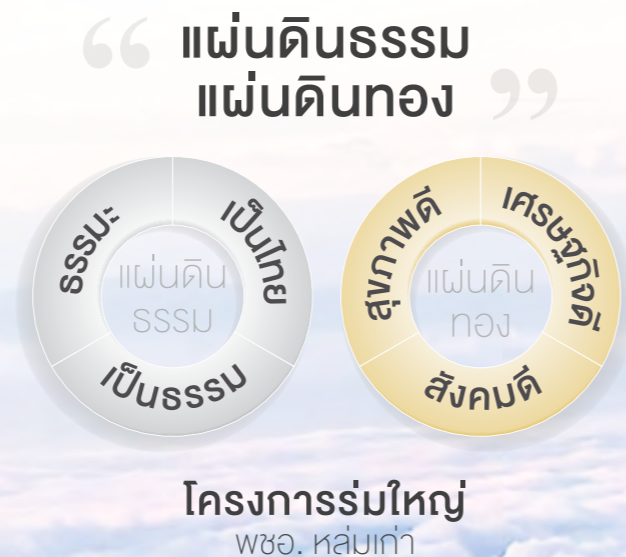 “ แผ่นดินธรรม
แผ่นดินทอง ”
ธรรมะ
เป็นไทย
เป็นธรรม
แผ่นดิน
ธรรม
สุขภาพดี
เศรษฐกิจดี
สังคมดี
แผ่นดิน
ทอง
โครงการร่มใหญ่
พชอ. หล่มเก่า